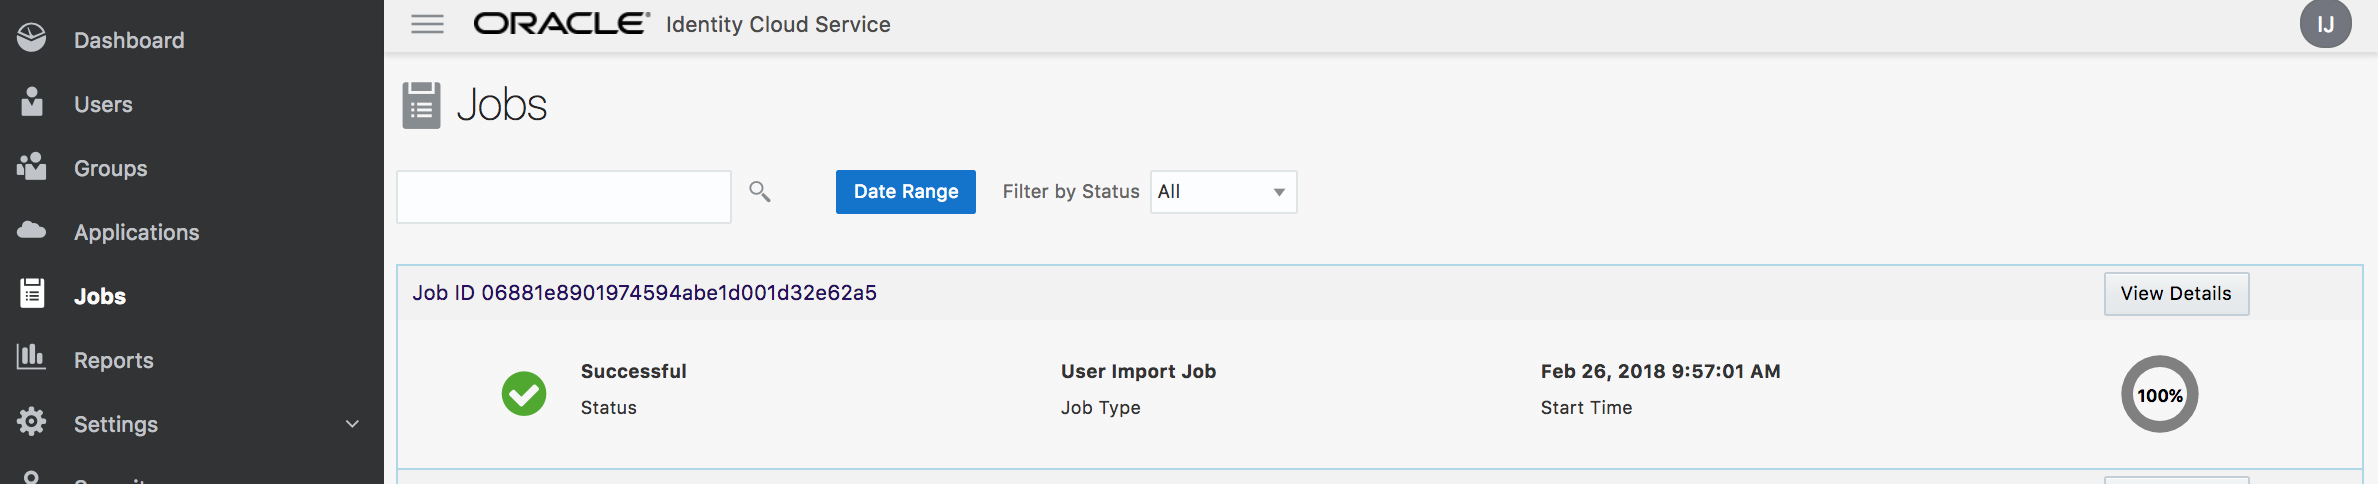 Dashboard
Users
Groups
Applications
Jobs
Reports
Settings
ORACLE® Identity Cloud Service
IJ
Jobs
Date Range
Filter by Status
All
Job ID 06881e8901974594abe1d001d32e62a5
View Details
Successful
Status
User Import Job
Job Type
Feb 26, 2018 9:57:01 AM
Start Time
100%